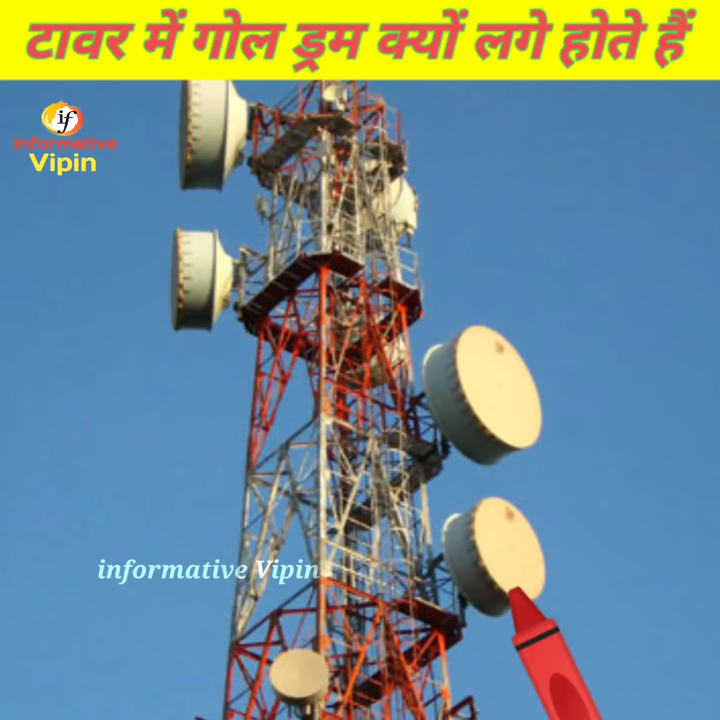 टावर में गोल ड्रम क्यों लगे होते हैं
if
informative
Vipin
informative Vipin